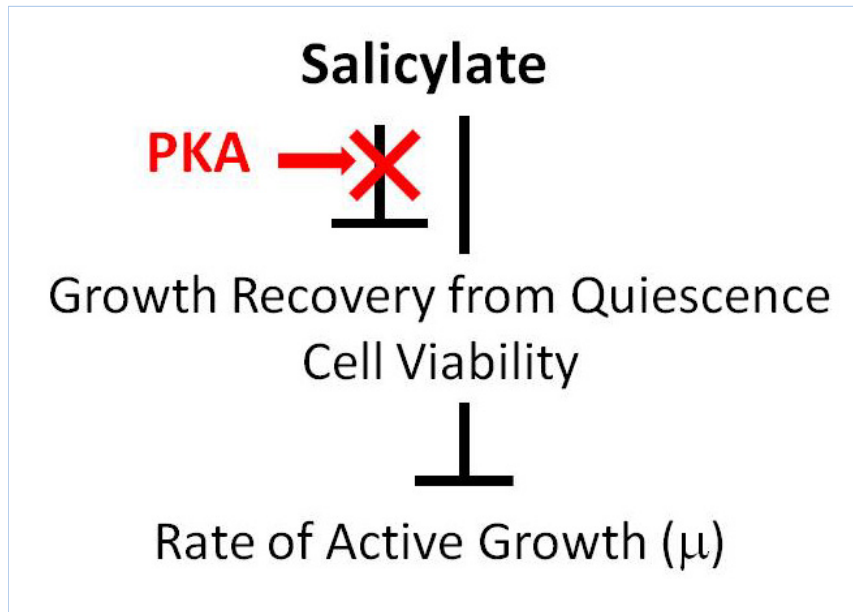 Salicylate
PKA
Growth Recovery from Quiescence
Cell Viability
Rate of Active Growth (μ)